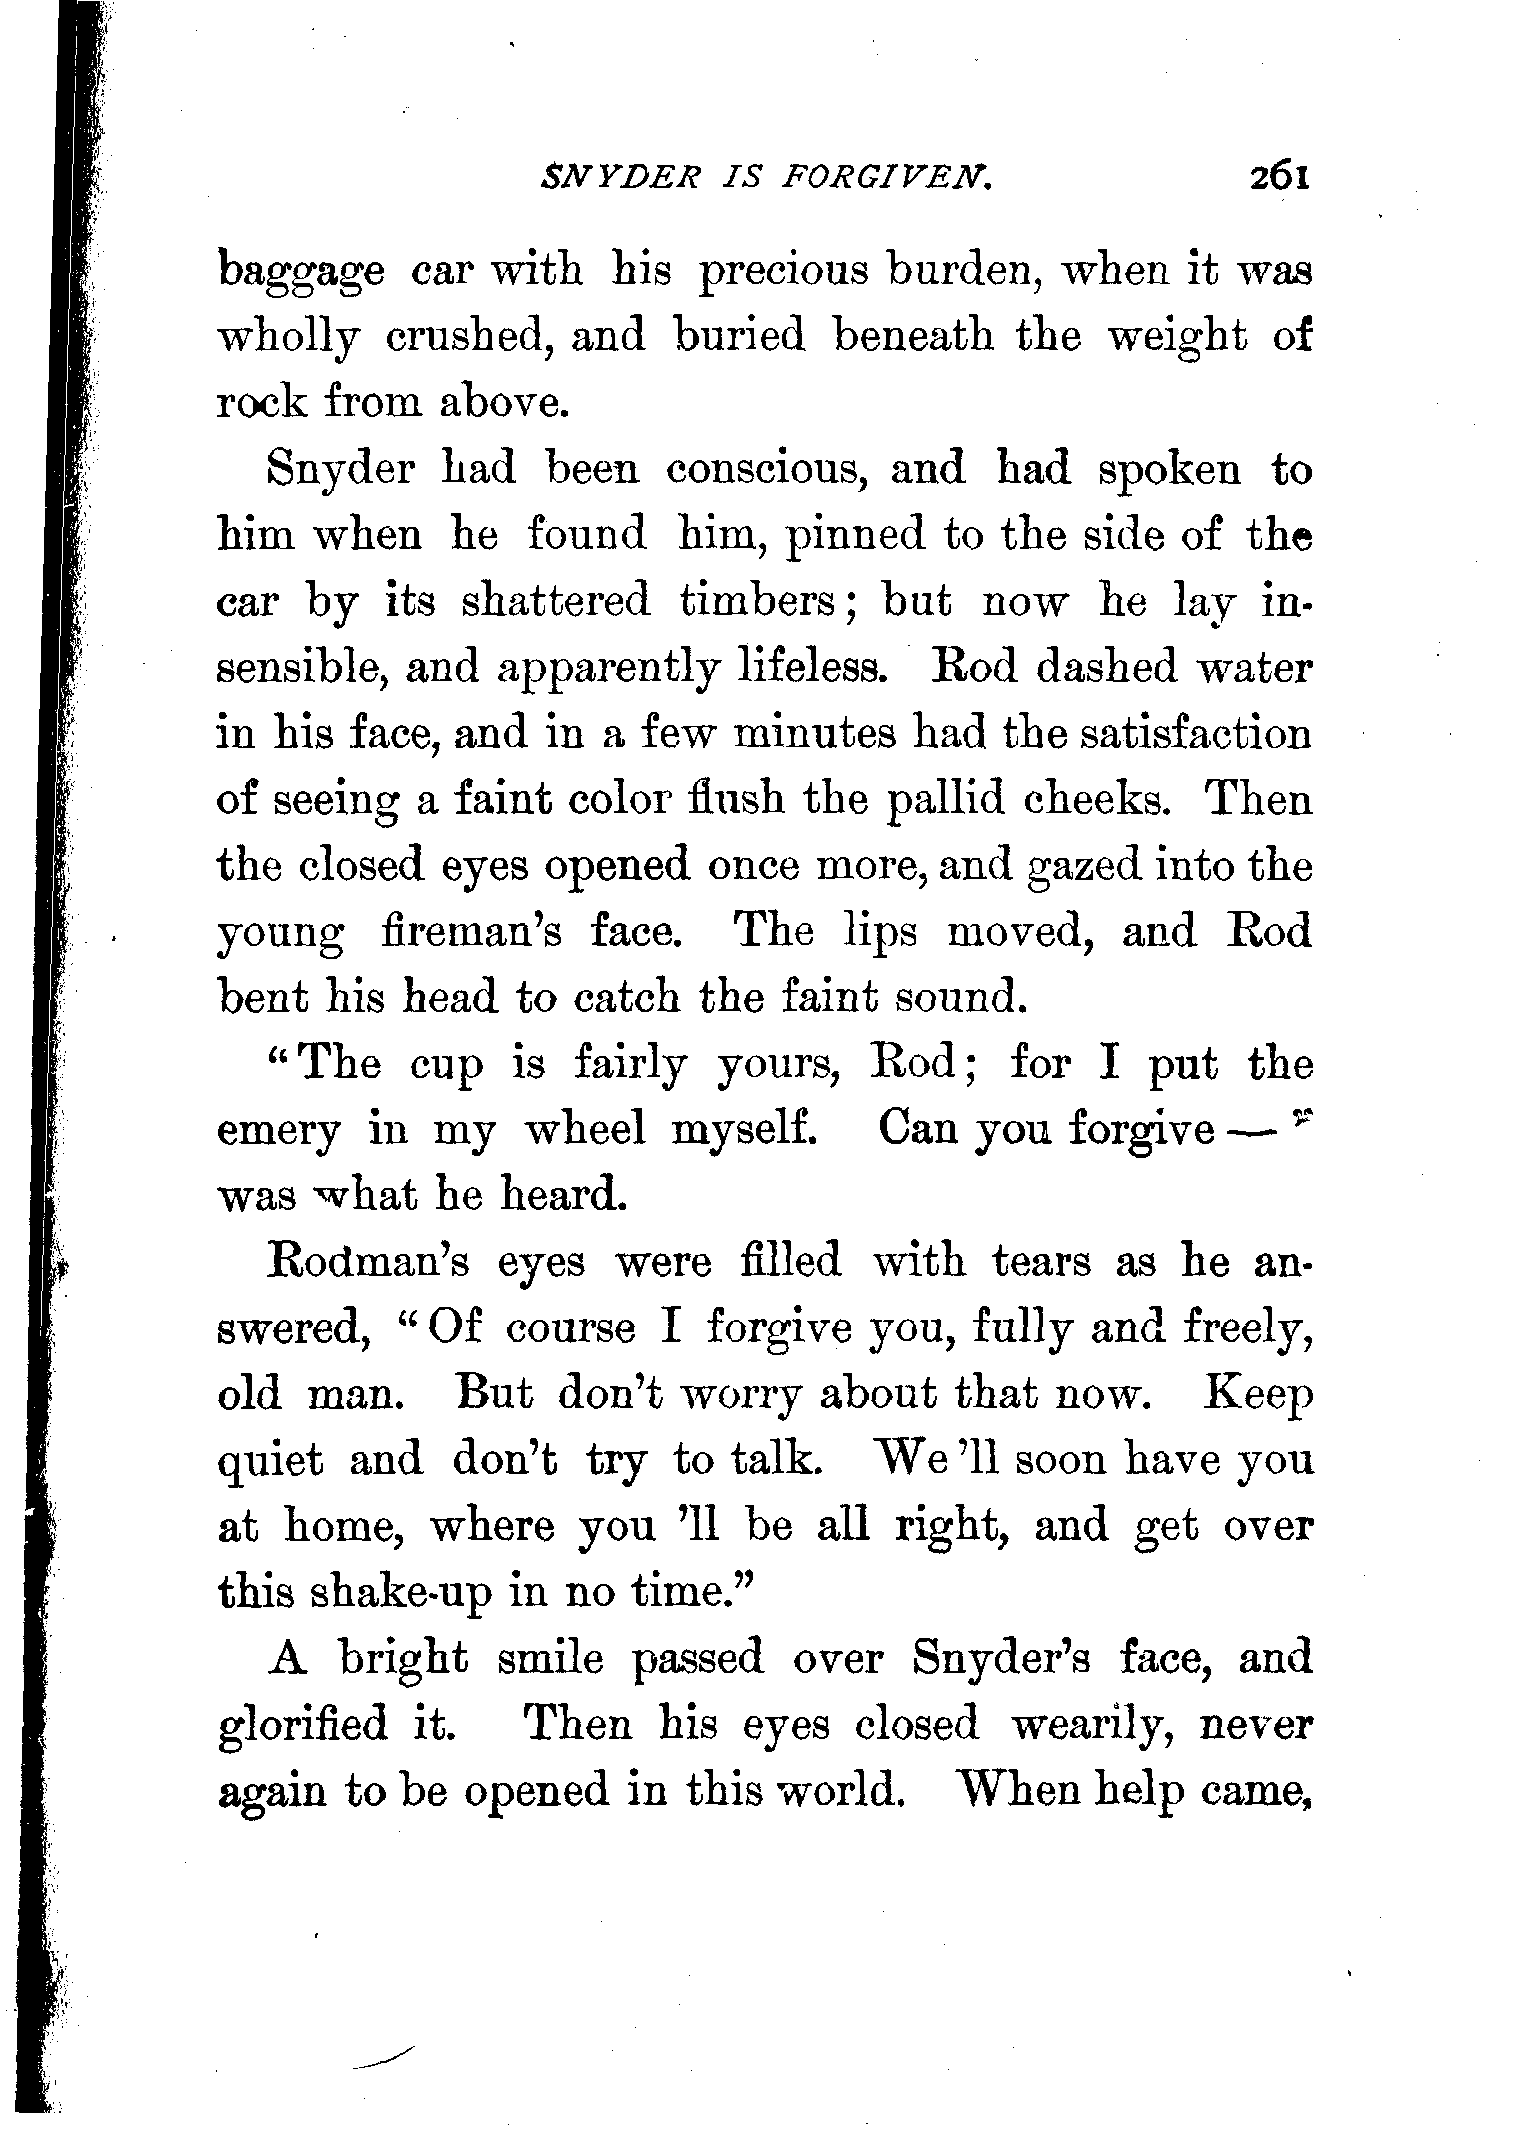 SNYDER IS FORGIVEN. 261
baggage car with his precious burden, when it was
wholly crushed, and buried beneath the weight of
rock from above.
Snyder had been conscious, and had spoken to
him when he found him, pinned to the side of the
car by its shattered timbers; but now he lay in-
sensible, and apparently lifeless. Rod dashed water
in his face, and in a few minutes had the satisfaction
of seeing a faint color flush the pallid cheeks. Then
the closed eyes opened once more, and gazed into the
young fireman's face. The lips moved, and Rod
bent his head to catch the faint sound.
"The cup is fairly yours, Rod; for I put the
emery in my wheel myself. Can you forgive — "
was what he heard.
Rodman's eyes were filled with tears as he an-
swered, "Of course I forgive you, fully and freely,
old man. But don't worry about that now. Keep
quiet and don't try to talk. We 'll soon have you
at home, where you 'll be all right, and get over
this shake-up in no time."
A bright smile passed over Snyder's face, and
glorified it. Then his eyes closed wearily, never
again to be opened in this world. When help came,